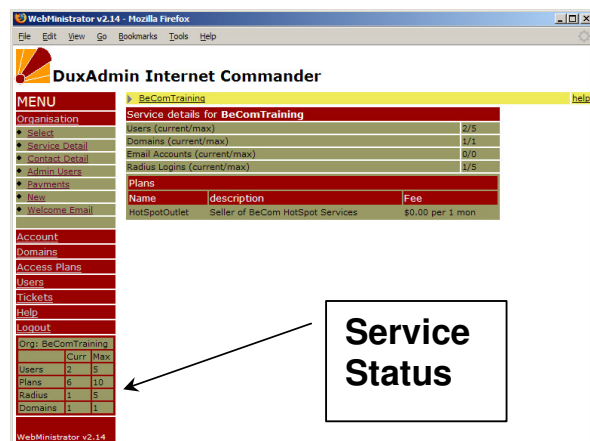 WebMinistrator v2.14 - Mozilla Firefox
File Edit View Go Bookmarks Tools Help
DuxAdmin Internet Commander
MENU
Organisation
Select
Service Detail
Contact Detail
Admin Users
Payments
New
Welcome Email
Account
Domains
Access Plans
Users
Tickets
Help
Logout
Org: BeComTraining
Curr Max
Users 2 5
Plans 6 10
Radius 1 5
Domains 1 1
WebMinistrator v2.14
BeComTraining help
Service details for BeComTraining
Users (current/max) 2/5
Domains (current/max) 1/1
Email Accounts (current/max) 0/0
Radius Logins (current/max) 1/5
Plans
Name description Fee
HotSpotOutlet Seller of BeCom HotSpot Services $0.00 per 1 mon
Service
Status